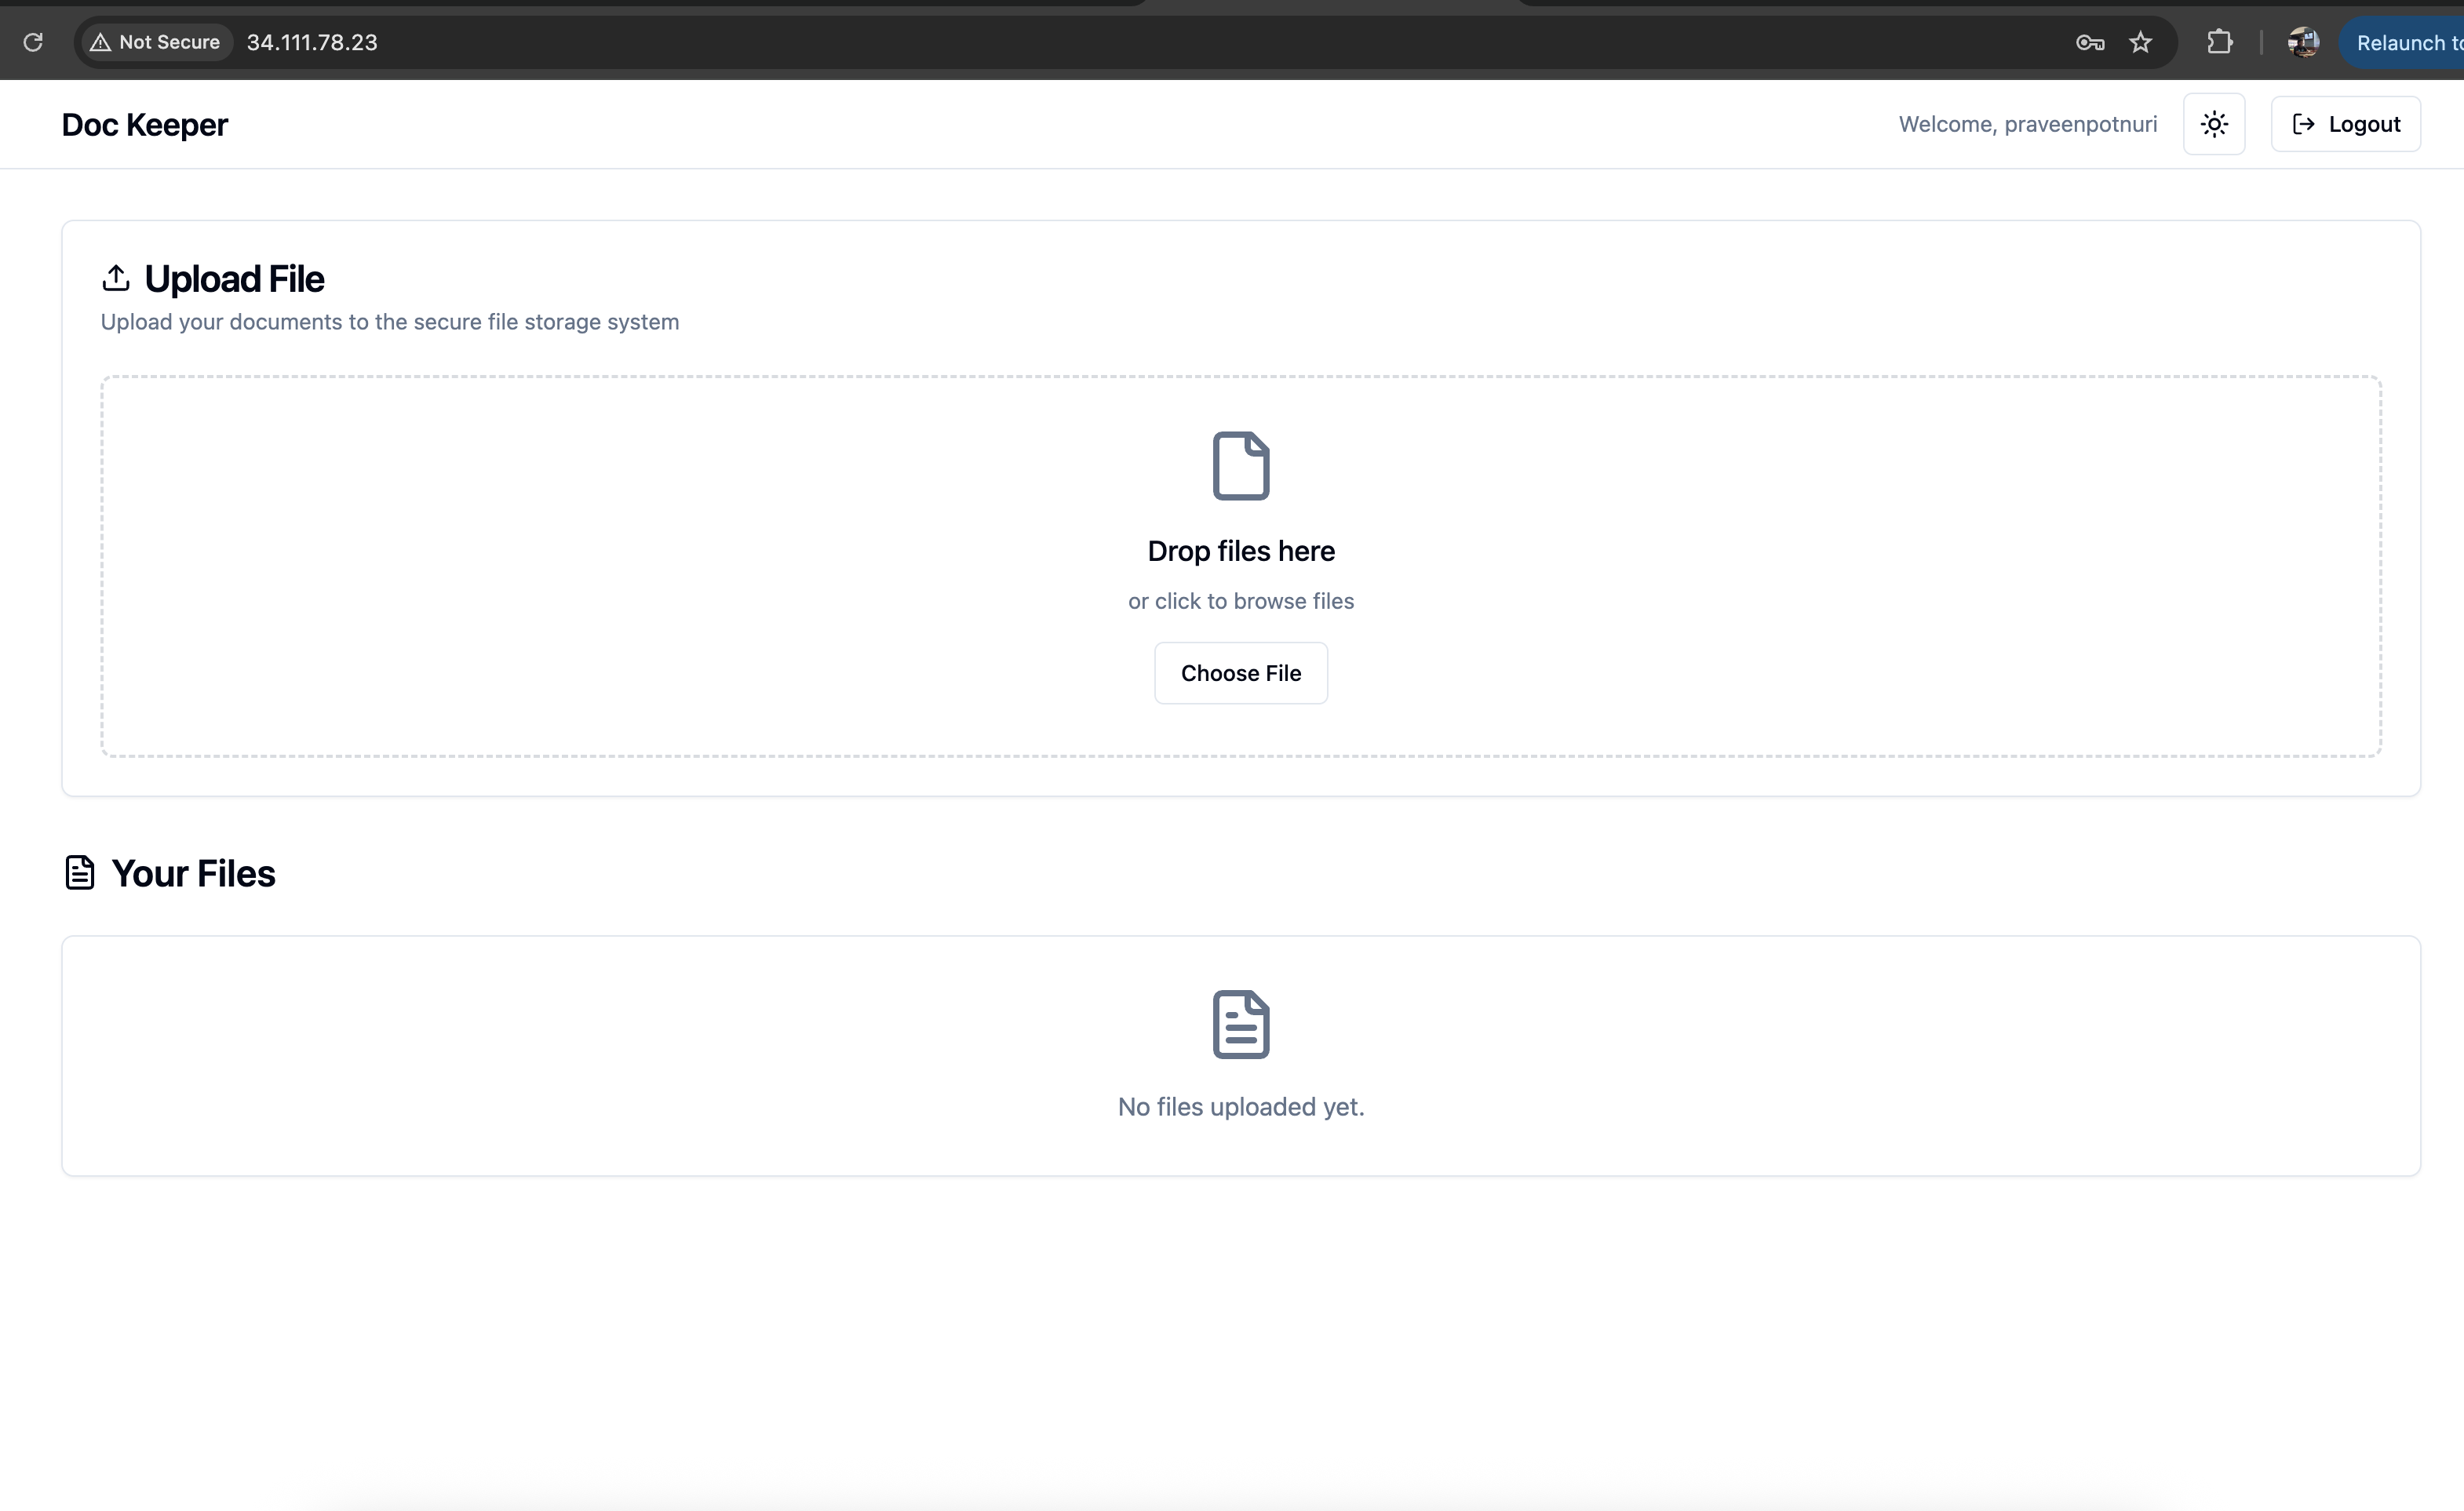 Not Secure 34.111.78.23 Relaunch to
Doc Keeper Welcome, praveenpotnuri Logout
Upload File
Upload your documents to the secure file storage system
Drop files here
or click to browse files
Choose File
Your Files
No files uploaded yet.